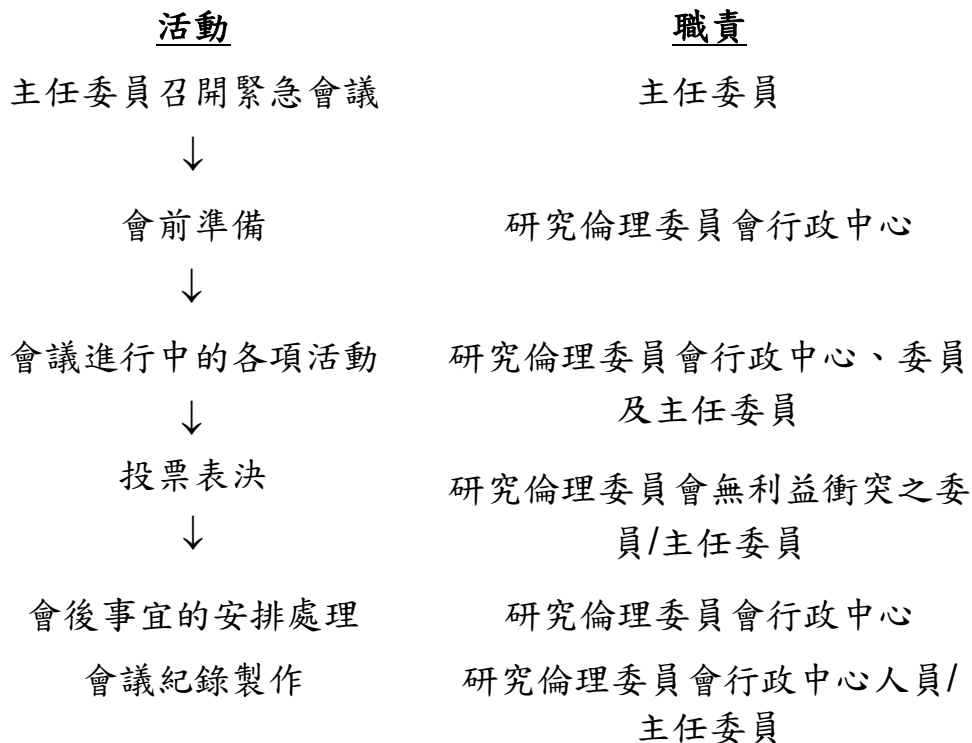 活動 職責
主任委員召開緊急會議 主任委員
↓
會前準備 研究倫理委員會行政中心
↓
會議進行中的各項活動 研究倫理委員會行政中心、委員
及主任委員
↓
投票表決 研究倫理委員會無利益衝突之委
員/主任委員
↓
會後事宜的安排處理 研究倫理委員會行政中心
會議紀錄製作 研究倫理委員會行政中心人員/
主任委員